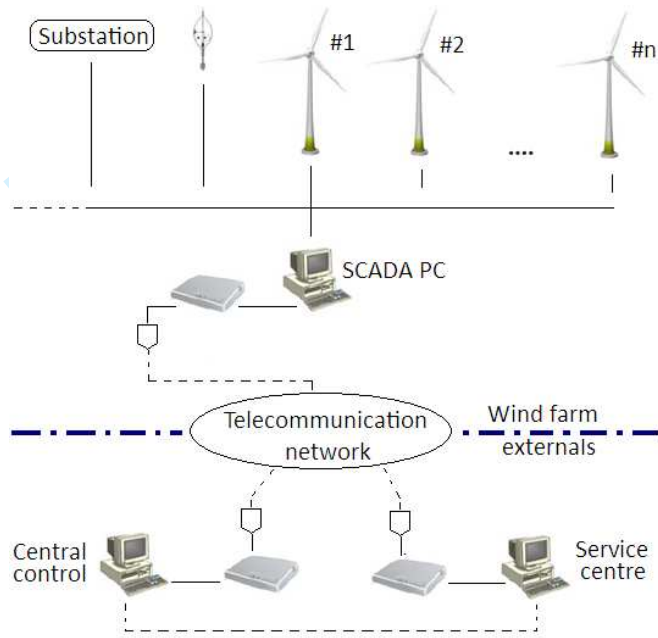 Substation
#1
#2
#n
....
SCADA PC
Telecommunication
network
Wind farm
externals
Central
control
Service
centre